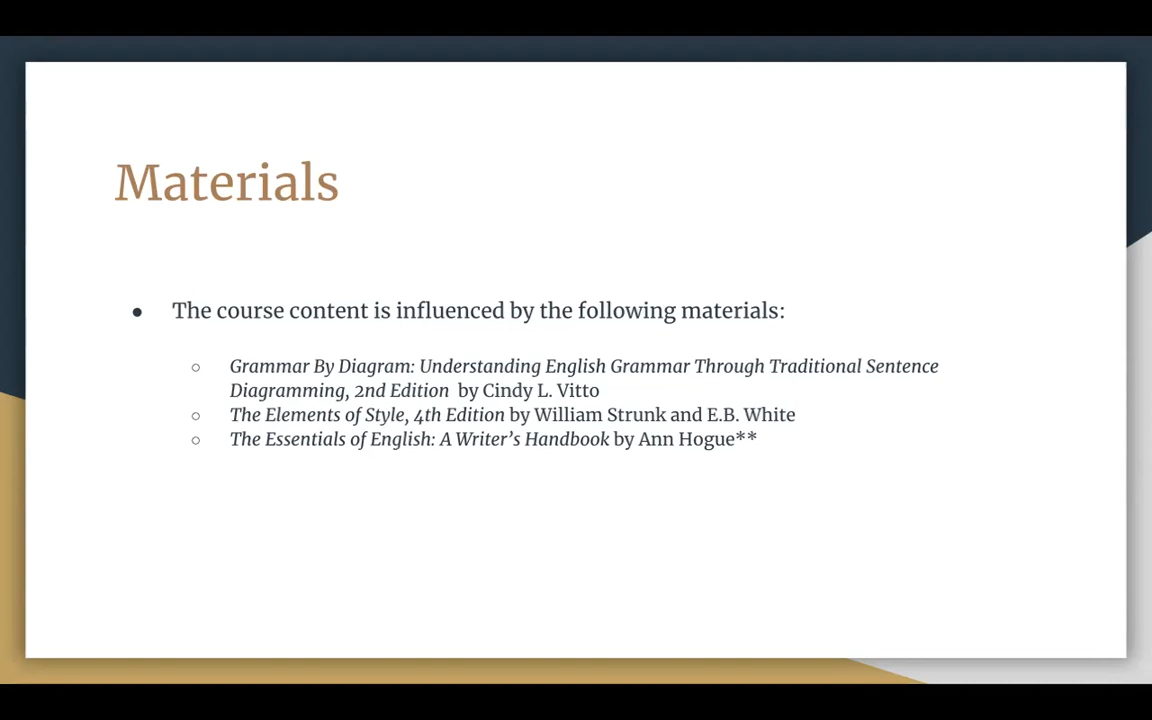 Materials
● The course content is influenced by the following materials:
○ Grammar By Diagram: Understanding English Grammar Through Traditional Sentence
Diagramming, 2nd Edition by Cindy L. Vitto
○ The Elements of Style, 4th Edition by William Strunk and E.B. White
○ The Essentials of English: A Writer’s Handbook by Ann Hogue**